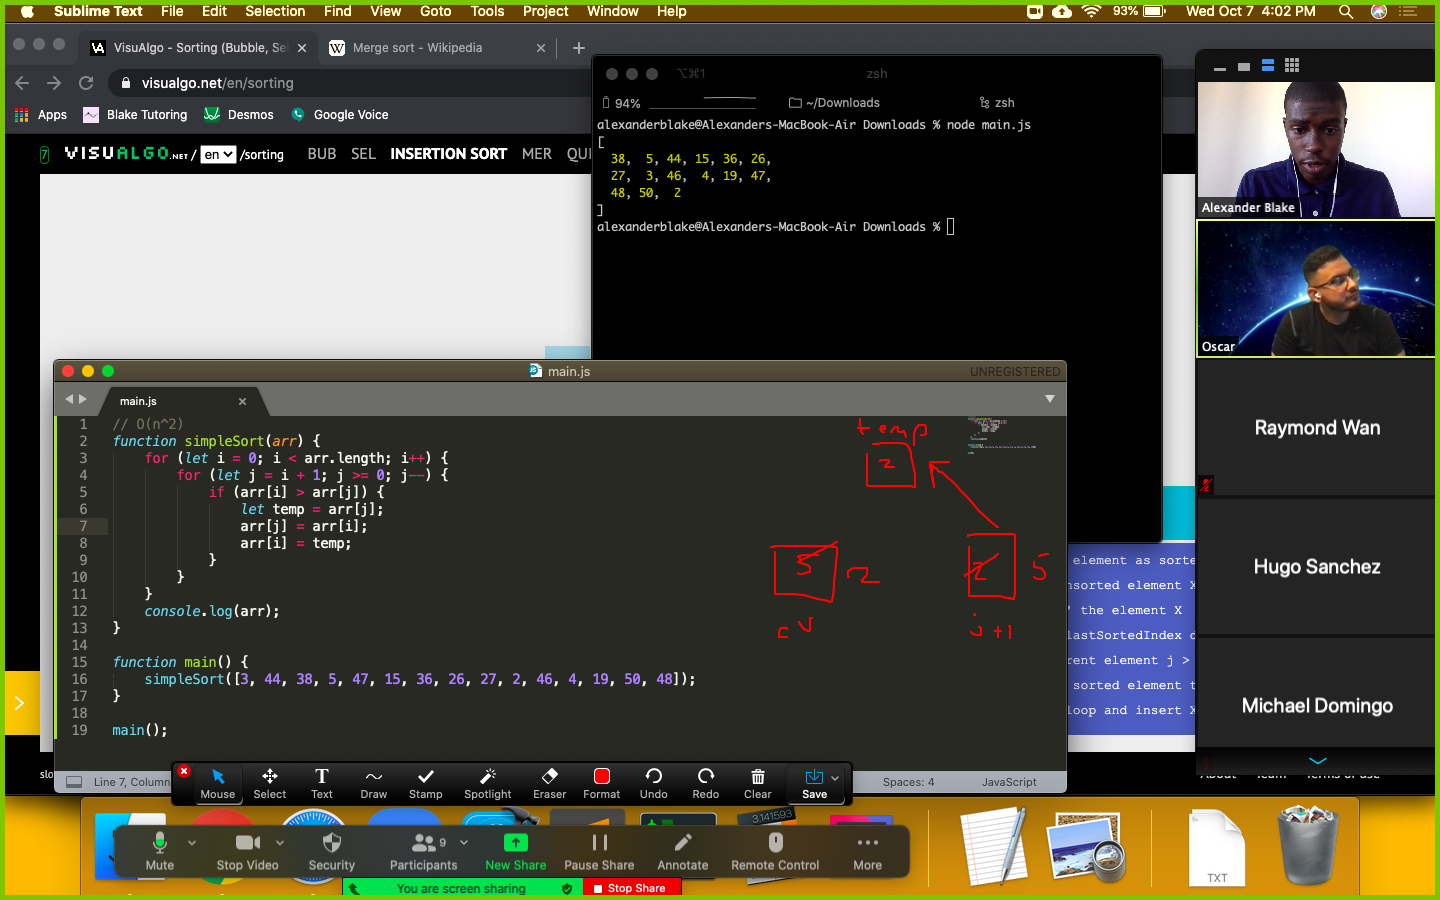 Sublime Text File Edit Selection Find View Goto Tools Project Window Help 93% Wed Oct 7 4:02 PM
VisuAlgo - Sorting (Bubble, Se
Merge sort - Wikipedia
visualgo.net/en/sorting
Apps Blake Tutoring Desmos Google Voice
7 VISUALGO.NET / en /sorting BUB SEL INSERTION SORT MER QU
⌥⌘1 zsh
94% ~/Downloads zsh
alexanderblake@Alexanders-MacBook-Air Downloads % node main.js
[
38, 5, 44, 15, 36, 26,
27, 3, 46, 4, 19, 47,
48, 50, 2
]
alexanderblake@Alexanders-MacBook-Air Downloads %
Alexander Blake
Oscar
Raymond Wan
Hugo Sanchez
Michael Domingo
main.js UNREGISTERED
main.js
1 // O(n^2)
2 function simpleSort(arr) {
3 for (let i = 0; i < arr.length; i++) {
4 for (let j = i + 1; j >= 0; j--) {
5 if (arr[i] > arr[j]) {
6 let temp = arr[j];
7 arr[j] = arr[i];
8 arr[i] = temp;
9 }
10 }
11 }
12 console.log(arr);
13 }
14
15 function main() {
16 simpleSort([3, 44, 38, 5, 47, 15, 36, 26, 27, 2, 46, 4, 19, 50, 48]);
17 }
18
19 main();
temp
2
5 2
2 5
element as sorte
nsorted element X
' the element X
lastSortedIndex
rent element j >
sorted element t
loop and insert X
Line 7, Column
Spaces: 4 JavaScript
About Team Terms of use
Mouse Select Text Draw Stamp Spotlight Eraser Format Undo Redo Clear Save
3.141593
Mute Stop Video Security Participants 9 New Share Pause Share Annotate Remote Control More
You are screen sharing Stop Share
TXT